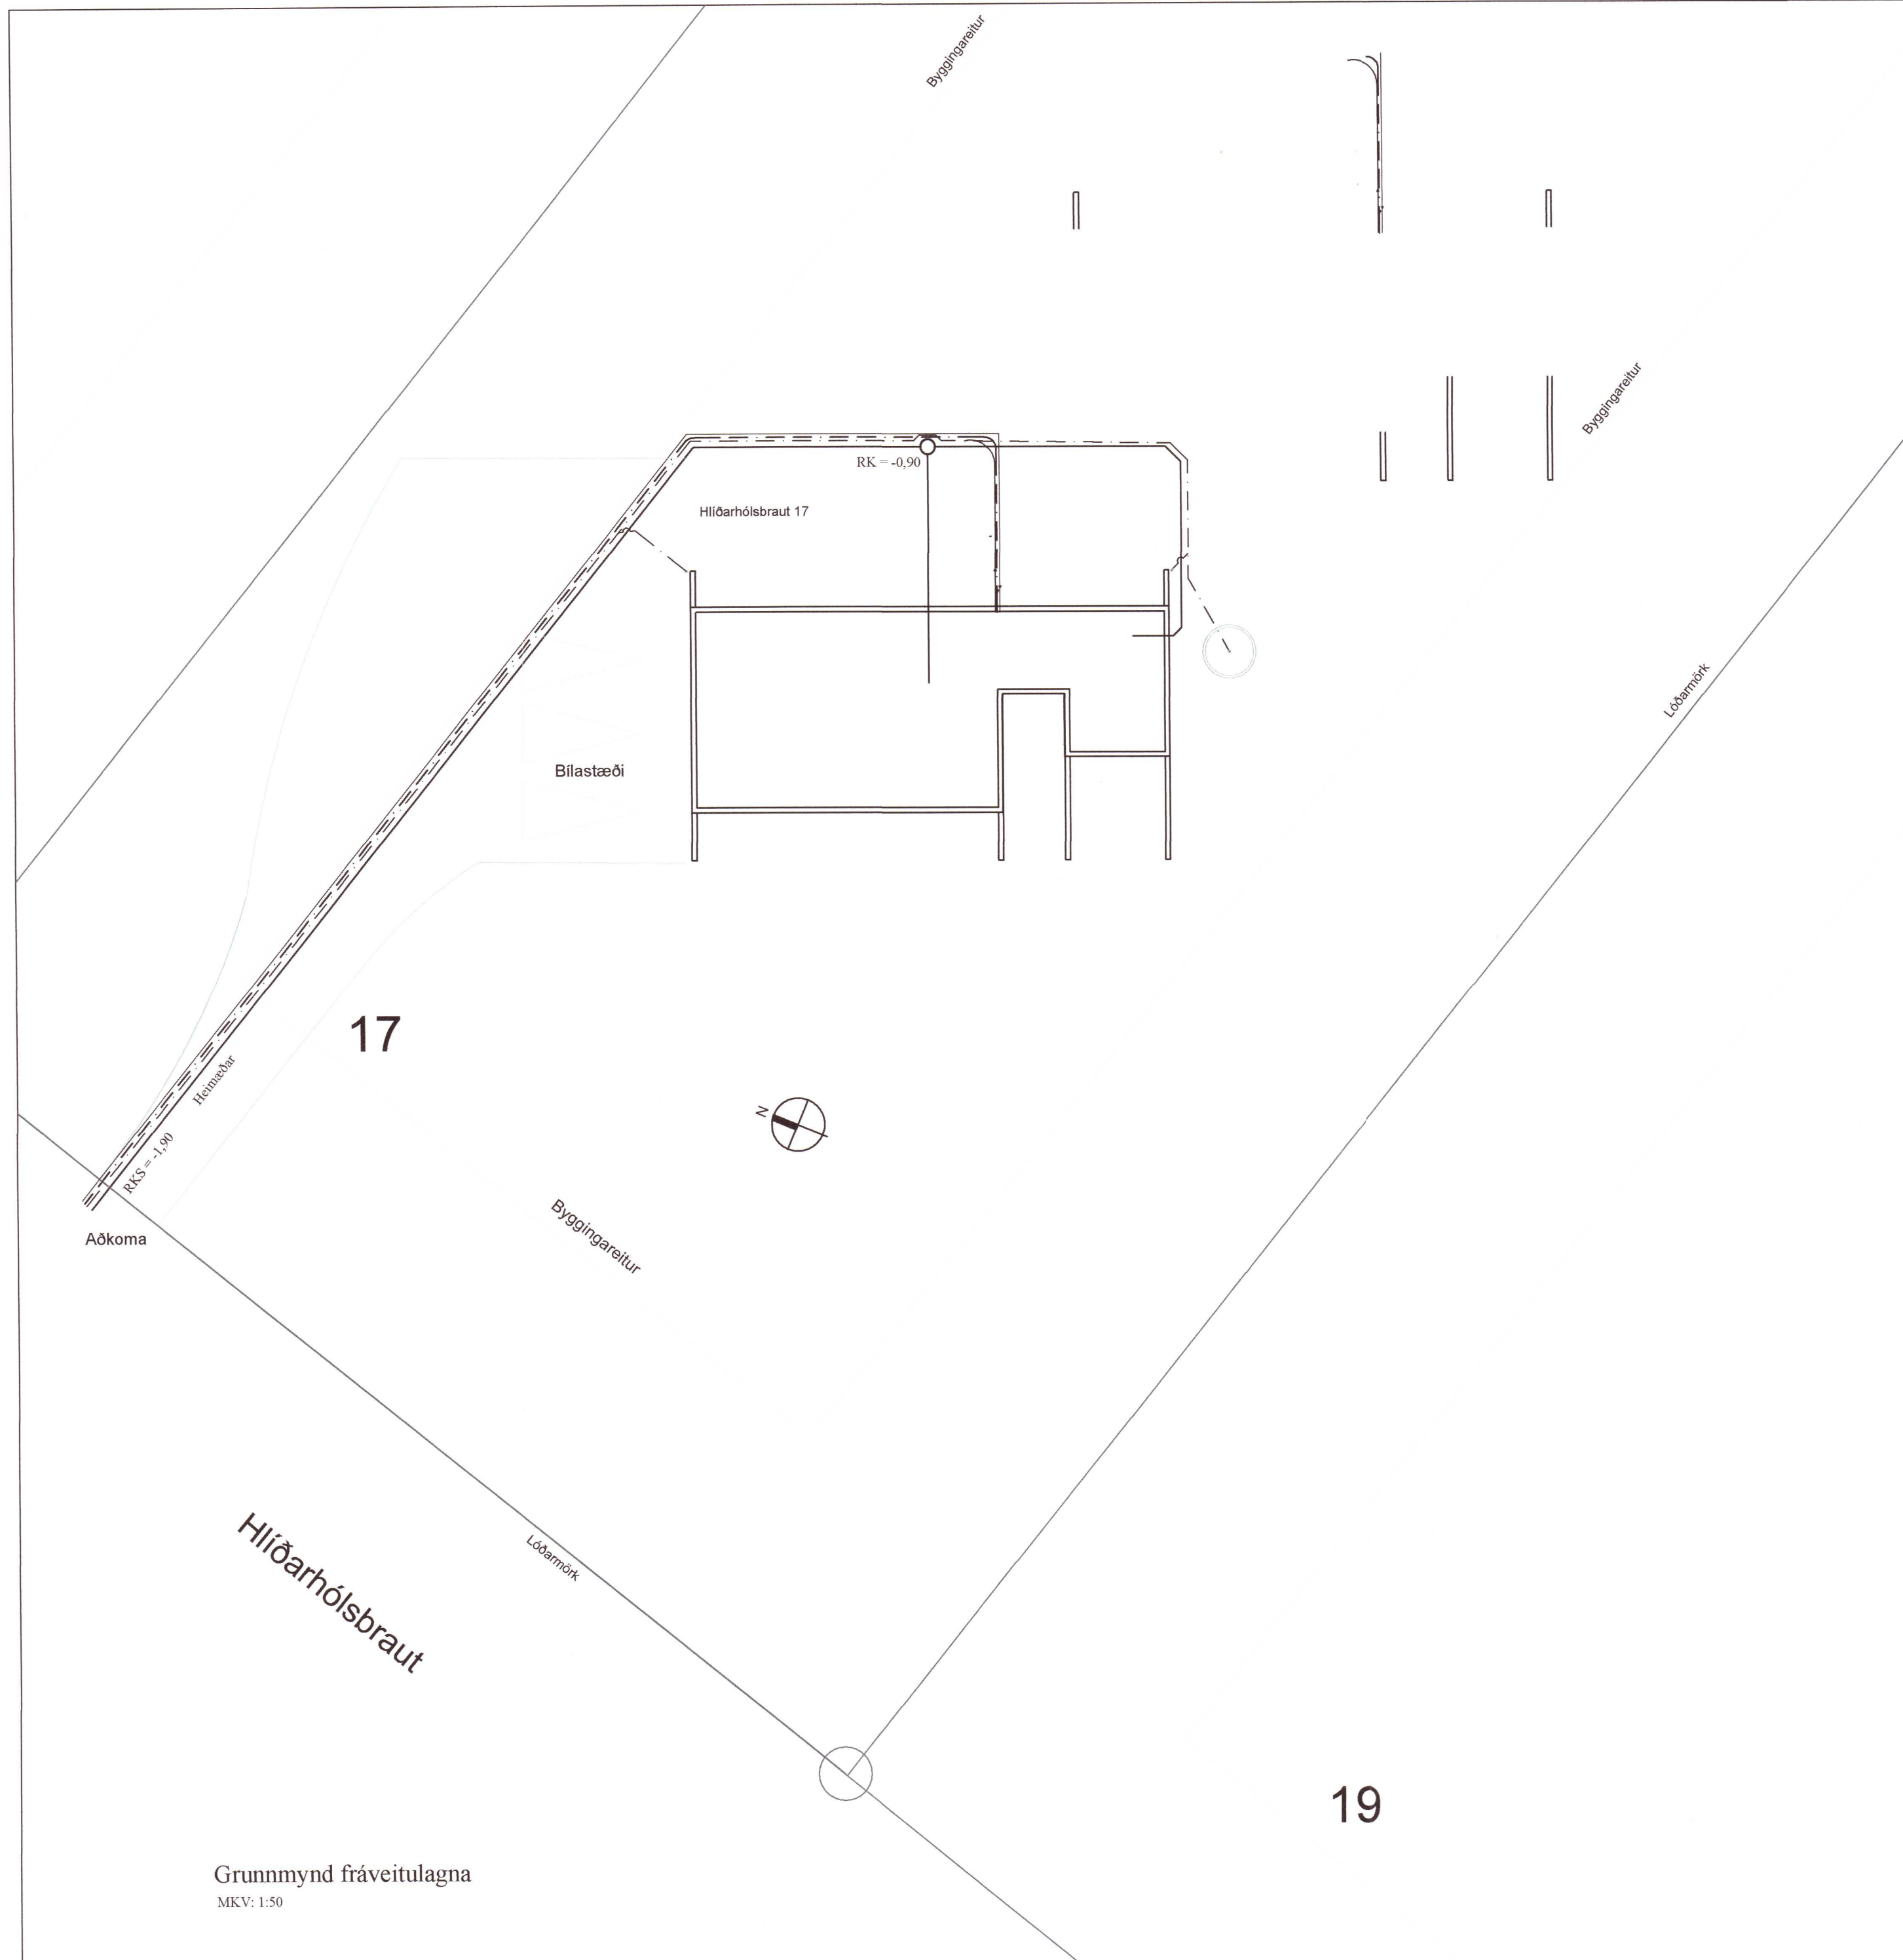 Byggingareitur
Byggingareitur
RK = -0,90
Hlíðarhólsbraut 17
Lóðarmörk
Bílastæði
17
Heimæðar
N
RKS = -1,90
Aðkoma
Byggingareitur
Hlíðarhólsbraut
Lóðarmörk
19
Grunnmynd fráveitulagna
MKV: 1:50